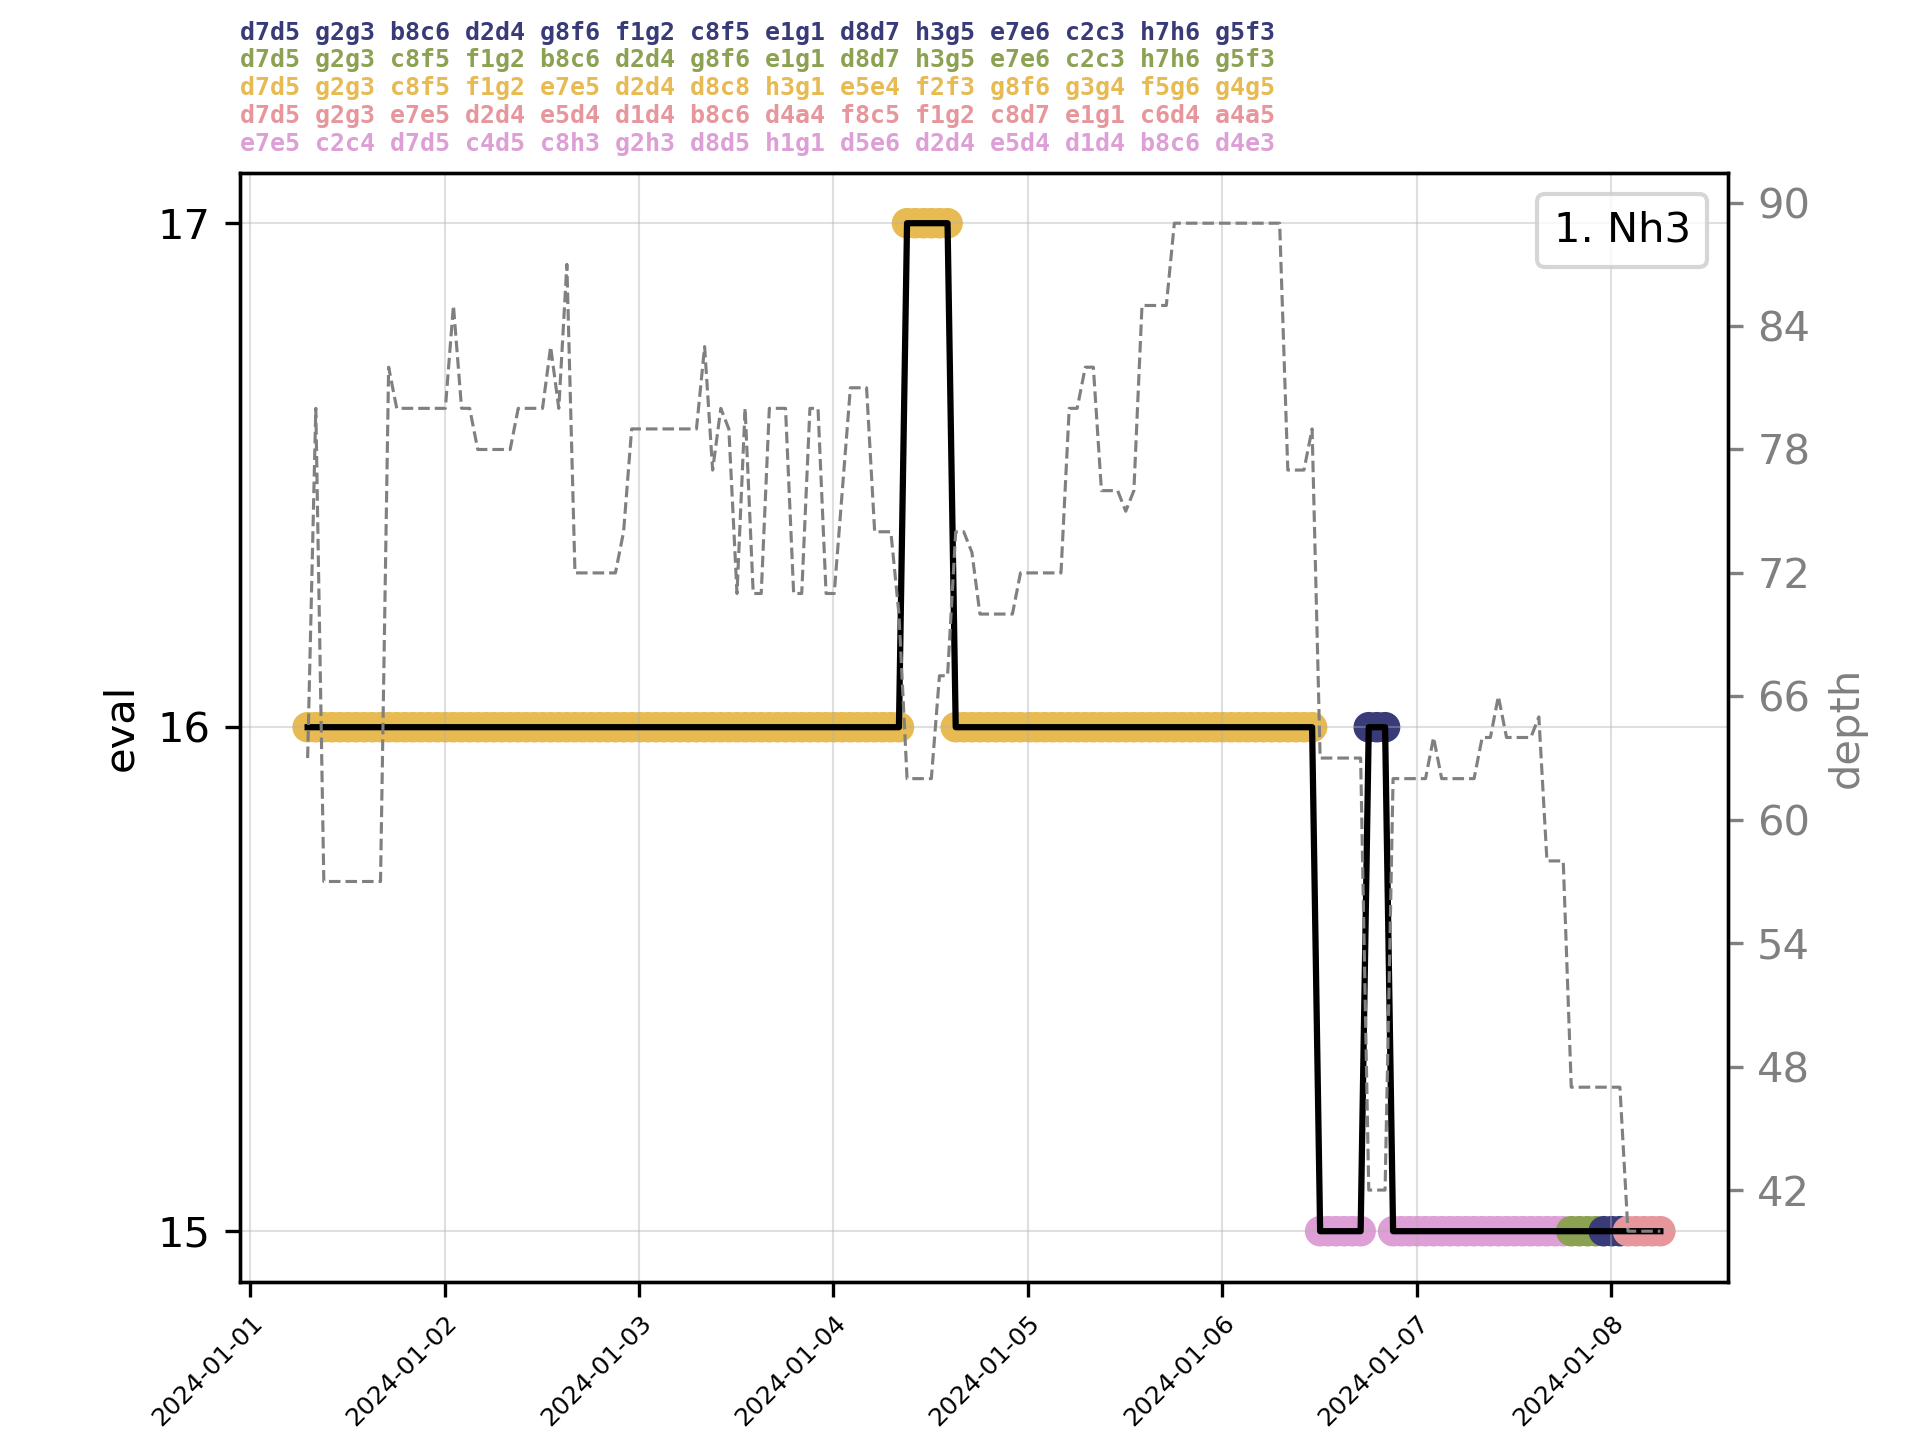 d7d5 g2g3 b8c6 d2d4 g8f6 f1g2 c8f5 e1g1 d8d7 h3g5 e7e6 c2c3 h7h6 g5f3
d7d5 g2g3 c8f5 f1g2 b8c6 d2d4 g8f6 e1g1 d8d7 h3g5 e7e6 c2c3 h7h6 g5f3
d7d5 g2g3 c8f5 f1g2 e7e5 d2d4 d8c8 h3g1 e5e4 f2f3 g8f6 g3g4 f5g6 g4g5
d7d5 g2g3 e7e5 d2d4 e5d4 d1d4 b8c6 d4a4 f8c5 f1g2 c8d7 e1g1 c6d4 a4a5
e7e5 c2c4 d7d5 c4d5 c8h3 g2h3 d8d5 h1g1 d5e6 d2d4 e5d4 d1d4 b8c6 d4e3
1. Nh3
17
16
15
eval
90
84
78
72
66
60
54
48
42
depth
2024-01-01
2024-01-02
2024-01-03
2024-01-04
2024-01-05
2024-01-06
2024-01-07
2024-01-08